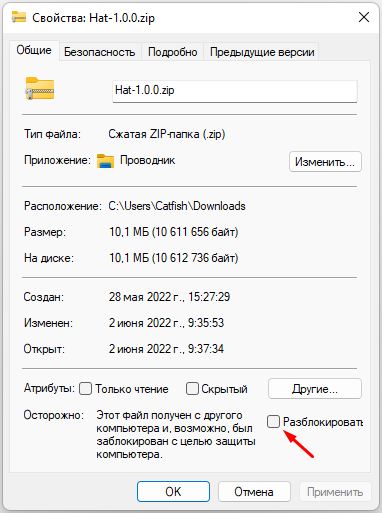 Свойства: Hat-1.0.0.zip
Общие Безопасность Подробно Предыдущие версии
Hat-1.0.0.zip
Тип файла: Сжатая ZIP-папка (.zip)
Приложение: Проводник Изменить...
Расположение: C:\Users\Catfish\Downloads
Размер: 10,1 МБ (10 611 656 байт)
На диске: 10,1 МБ (10 612 736 байт)
Создан: 28 мая 2022 г., 15:27:29
Изменен: 2 июня 2022 г., 9:35:53
Открыт: 2 июня 2022 г., 9:37:34
Атрибуты: Только чтение Скрытый Другие...
Осторожно: Этот файл получен с другого Разблокировать
компьютера и, возможно, был
заблокирован с целью защиты
компьютера.
OK Отмена Применить